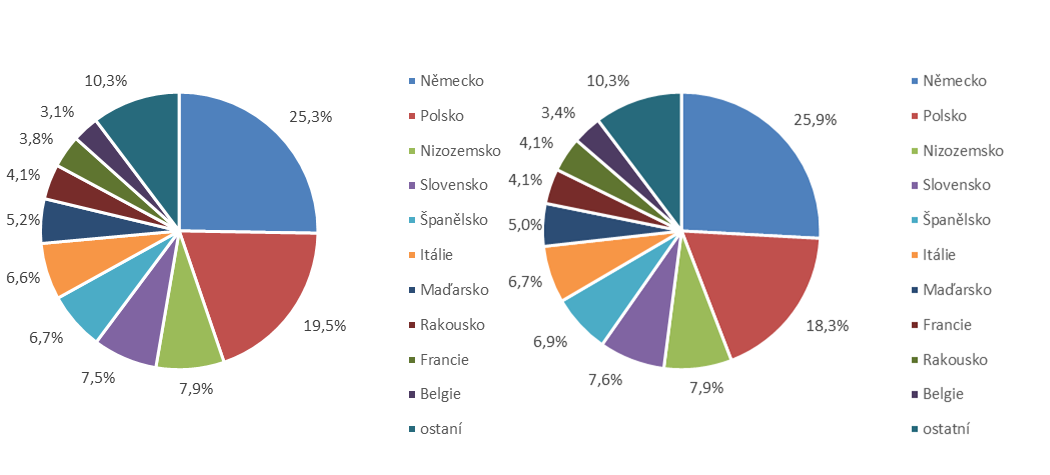 10,3%
25,3%
3,1%
3,8%
4,1%
5,2%
6,6%
6,7%
7,5%
7,9%
19,5%
Německo
Polsko
Nizozemsko
Slovensko
Španělsko
Itálie
Maďarsko
Rakousko
Francie
Belgie
ostaní
10,3%
25,9%
3,4%
4,1%
4,1%
5,0%
6,7%
6,9%
7,6%
7,9%
18,3%
Německo
Polsko
Nizozemsko
Slovensko
Španělsko
Itálie
Maďarsko
Francie
Rakousko
Belgie
ostatní